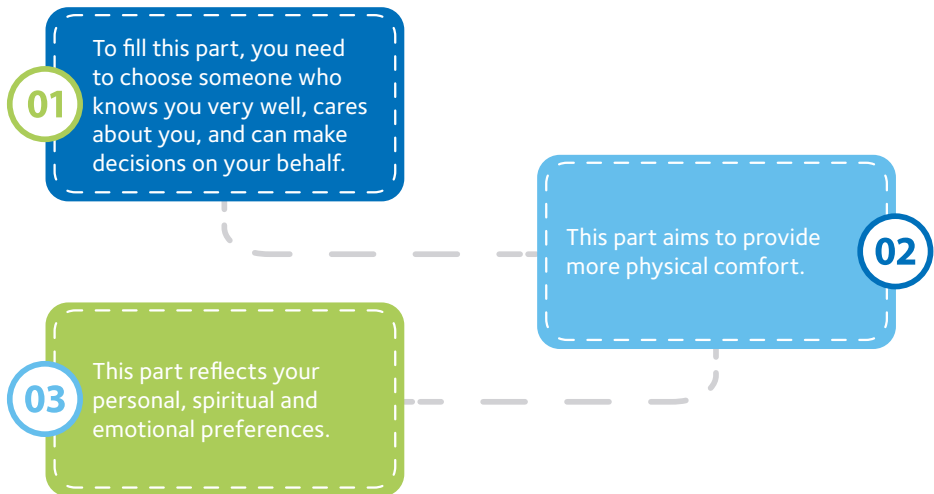 01
To fill this part, you need
to choose someone who
knows you very well, cares
about you, and can make
decisions on your behalf.
02
This part aims to provide
more physical comfort.
03
This part reflects your
personal, spiritual and
emotional preferences.